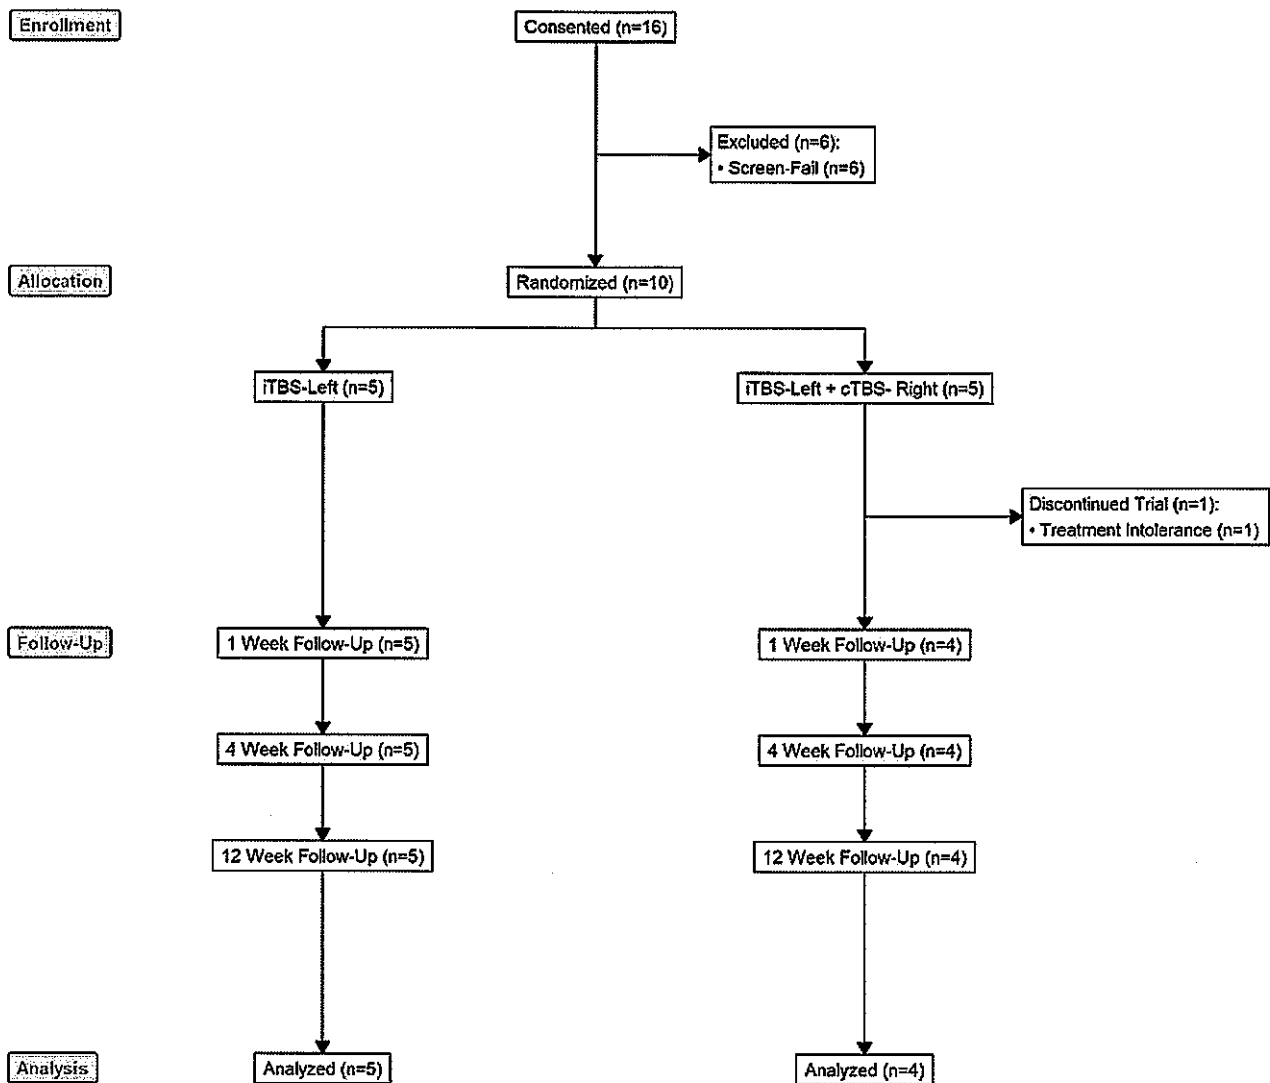 Enrollment
Consented (n=16)
Excluded (n=6):
• Screen-Fail (n=6)
Allocation
Randomized (n=10)
iTBS-Left (n=5)
iTBS-Left + cTBS- Right (n=5)
Discontinued Trial (n=1):
• Treatment Intolerance (n=1)
Follow-Up
1 Week Follow-Up (n=5)
1 Week Follow-Up (n=4)
4 Week Follow-Up (n=5)
4 Week Follow-Up (n=4)
12 Week Follow-Up (n=5)
12 Week Follow-Up (n=4)
Analysis
Analyzed (n=5)
Analyzed (n=4)